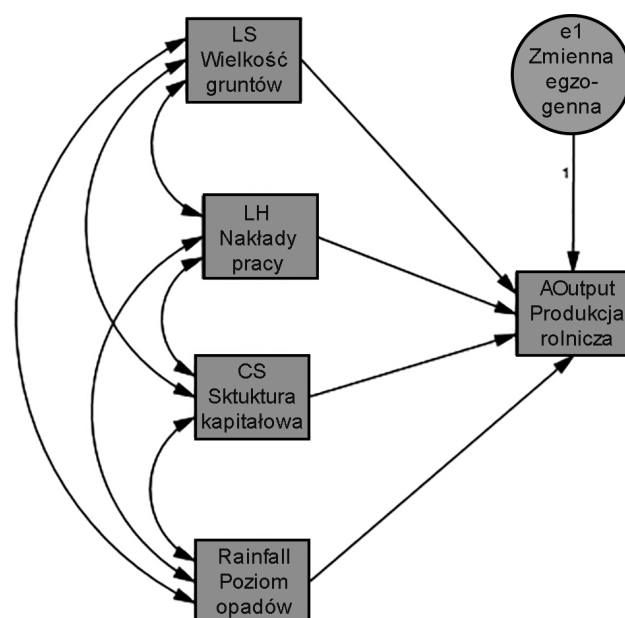 LS
Wielkość
gruntów
e1
Zmienna
egzo-
genna
1
LH
Nakłady
pracy
AOutput
Produkcja
rolnicza
CS
Sktuktura
kapitałowa
Rainfall
Poziom
opadów